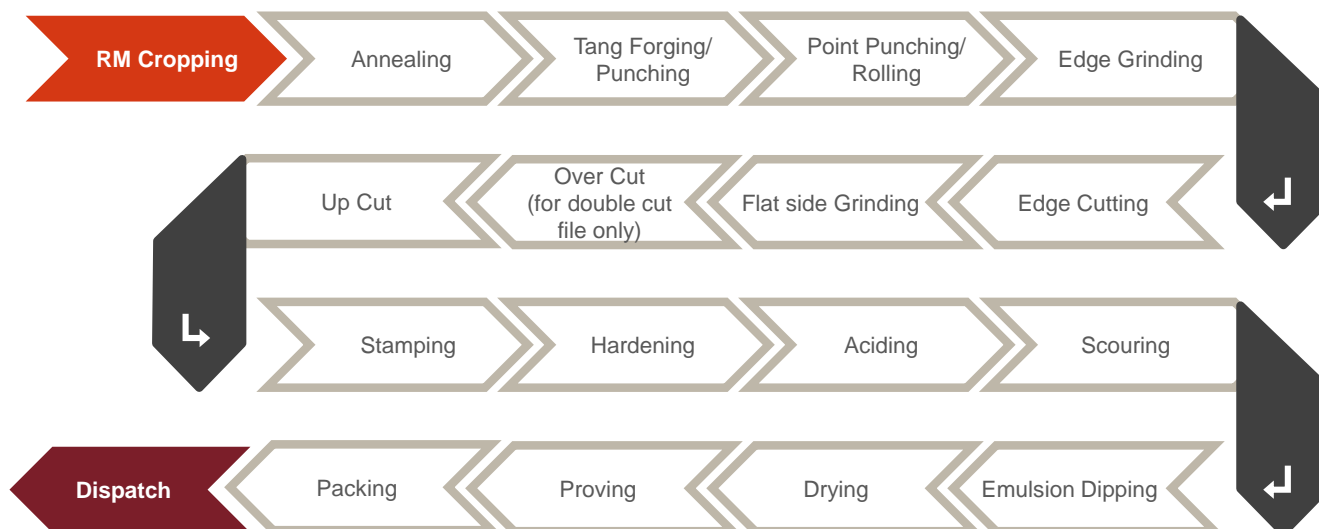 RM Cropping
Annealing
Tang Forging/
Punching
Point Punching/
Rolling
Edge Grinding
Up Cut
Over Cut
(for double cut
file only)
Flat side Grinding
Edge Cutting
Stamping
Hardening
Aciding
Scouring
Dispatch
Packing
Proving
Drying
Emulsion Dipping